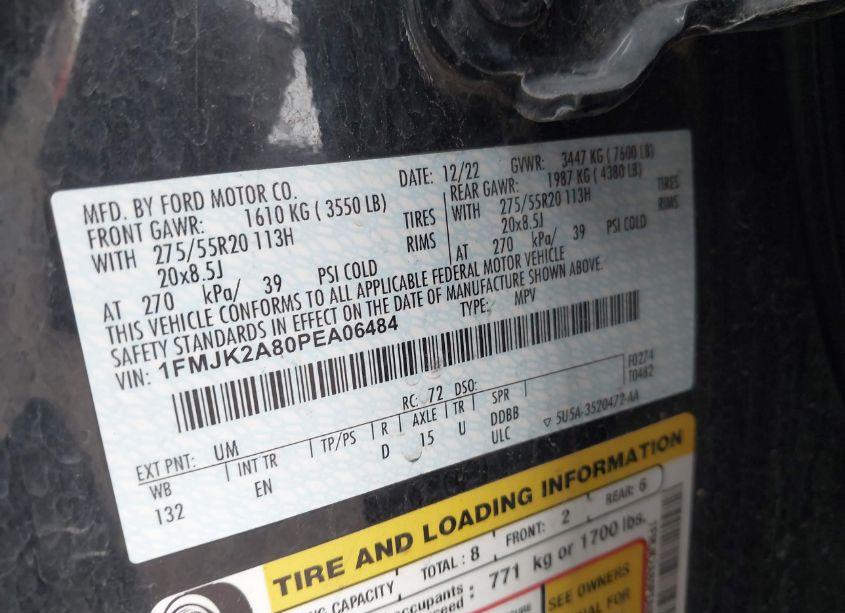 MFD. BY FORD MOTOR CO.
DATE: 12/22 GVWR: 3447 KG ( 7600 LB)
FRONT GAWR: 1610 KG ( 3550 LB) REAR GAWR: 1987 KG ( 4380 LB)
WITH 275/55R20 113H TIRES WITH 275/55R20 113H TIRES
20x8.5J RIMS 20x8.5J RIMS
AT 270 kPa/ 39 PSI COLD AT 270 kPa/ 39 PSI COLD
THIS VEHICLE CONFORMS TO ALL APPLICABLE FEDERAL MOTOR VEHICLE
SAFETY STANDARDS IN EFFECT ON THE DATE OF MANUFACTURE SHOWN ABOVE.
VIN: 1FMJK2A80PEA06484 TYPE: MPV
F0274
T0482
EXT PNT: UM RC: 72 DSO:
WB INT TR TP/PS R AXLE TR SPR
132 EN D 15 U DDBB
ULC
▽ 5U5A-3520472-AA
TIRE AND LOADING INFORMATION
CAPACITY TOTAL : 8 FRONT: 2 REAR: 6
771 kg or 1700 lbs.
SEE OWNERS